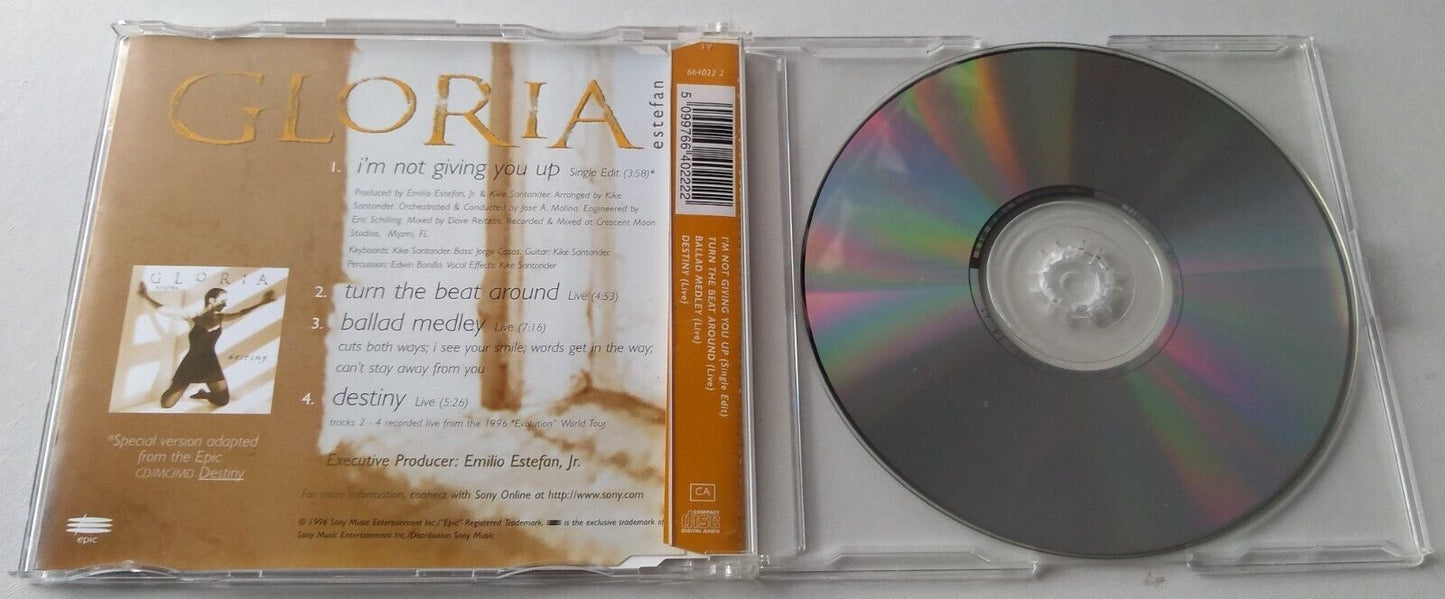 GLORIA
estefan
1. i'm not giving you up Single Edit (3:58)*
Produced by Emilio Estefan, Jr. & Kike Santander. Arranged by Kike
Santander. Orchestrated & Conducted by Jose A. Molina. Engineered by
Eric Schilling. Mixed by Dave Reitzas. Recorded & Mixed at Crescent Moon
Studios, Miami, FL
Keyboards: Kike Santander. Bass: Jorge Casas. Guitar: Kike Santander.
Percussion: Edwin Bonilla. Vocal Effects: Kike Santander
2. turn the beat around Live (4:53)
3. ballad medley Live (7:16)
cuts both ways; i see your smile; words get in the way;
can't stay away from you
4. destiny Live (5:26)
tracks 2 - 4 recorded live from the 1996 "Evolution" World Tour
Executive Producer: Emilio Estefan, Jr.
For more information, connect with Sony Online at http://www.sony.com
© 1996 Sony Music Entertainment Inc./"Epic" Registered Trademark. is the exclusive trademark of
Sony Music Entertainment Inc./Distribution Sony Music
GLORIA
estefan
destiny
*Special version adapted
from the Epic
CD/MC/MD Destiny
epic
664022 2
5 099766 402222
I'M NOT GIVING YOU UP (Single Edit)
TURN THE BEAT AROUND (Live)
BALLAD MEDLEY (Live)
DESTINY (Live)
CA
COMPACT
disc
DIGITAL AUDIO